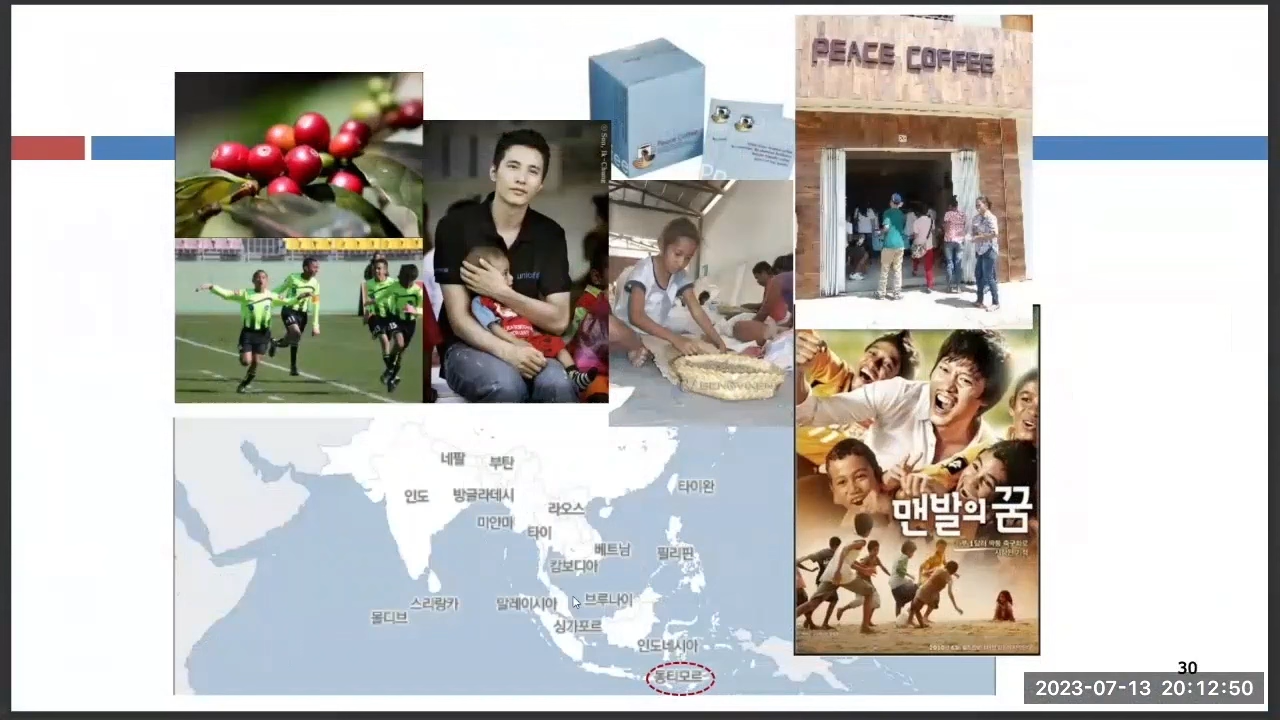 PEACE COFFEE
unicef
맨발의 꿈
네팔
부탄
인도
방글라데시
타이완
라오스
미얀마
타이
베트남
필리핀
캄보디아
스리랑카
말레이시아
브루나이
몰디브
싱가포르
인도네시아
동티모르
30
2023-07-13 20:12:50